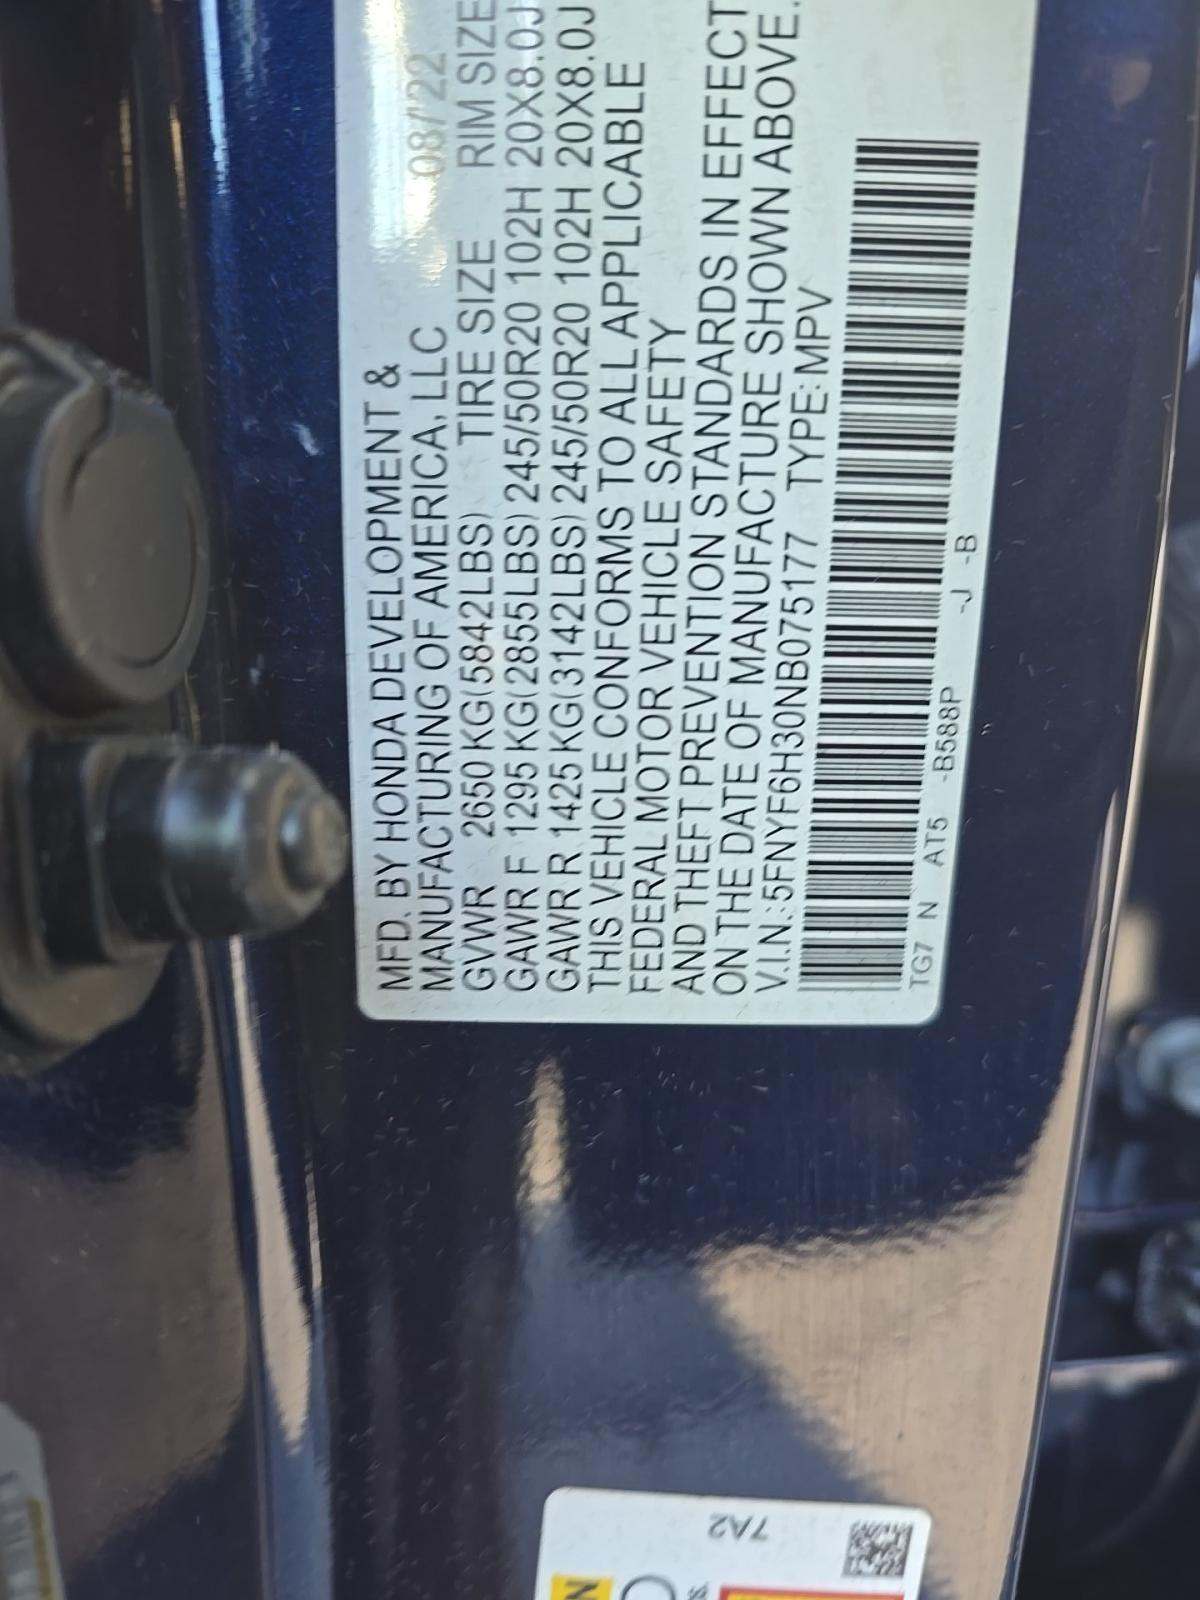 MFD. BY HONDA DEVELOPMENT &
MANUFACTURING OF AMERICA, LLC 08/22
GVWR 2650 KG(5842LBS) TIRE SIZE RIM SIZE
GAWR F 1295 KG(2855LBS) 245/50R20 102H 20X8.0J
GAWR R 1425 KG(3142LBS) 245/50R20 102H 20X8.0J
THIS VEHICLE CONFORMS TO ALL APPLICABLE
FEDERAL MOTOR VEHICLE SAFETY
AND THEFT PREVENTION STANDARDS IN EFFECT
ON THE DATE OF MANUFACTURE SHOWN ABOVE.
V.I.N.:5FNYF6H30NB075177 TYPE:MPV
TG7 N AT5 -B588P -J -B
7A2